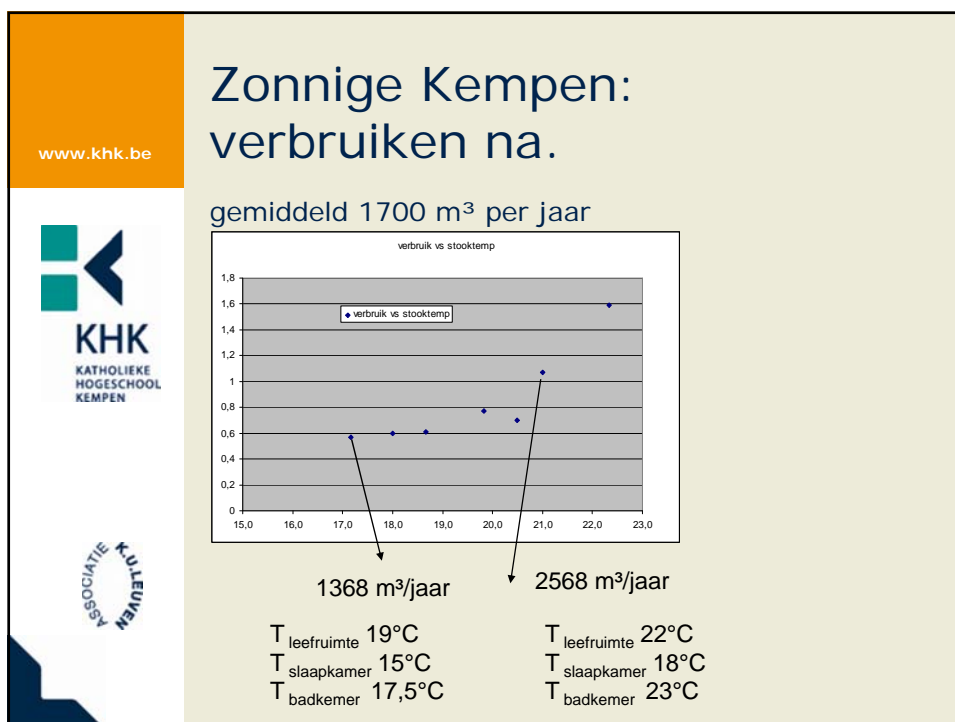 www.khk.be
Zonnige Kempen:
verbruiken na.
gemiddeld 1700 m³ per jaar
verbruik vs stooktemp
1,8
1,6
1,4
1,2
1
0,8
0,6
0,4
0,2
0
verbruik vs stooktemp
15,0 16,0 17,0 18,0 19,0 20,0 21,0 22,0 23,0
KHK
KATHOLIEKE
HOGESCHOOL
KEMPEN
ASSOCIATIE
K.U.LEUVEN
1368 m³/jaar
T leefruimte 19°C
T slaapkamer 15°C
T badkemer 17,5°C
2568 m³/jaar
T leefruimte 22°C
T slaapkamer 18°C
T badkemer 23°C